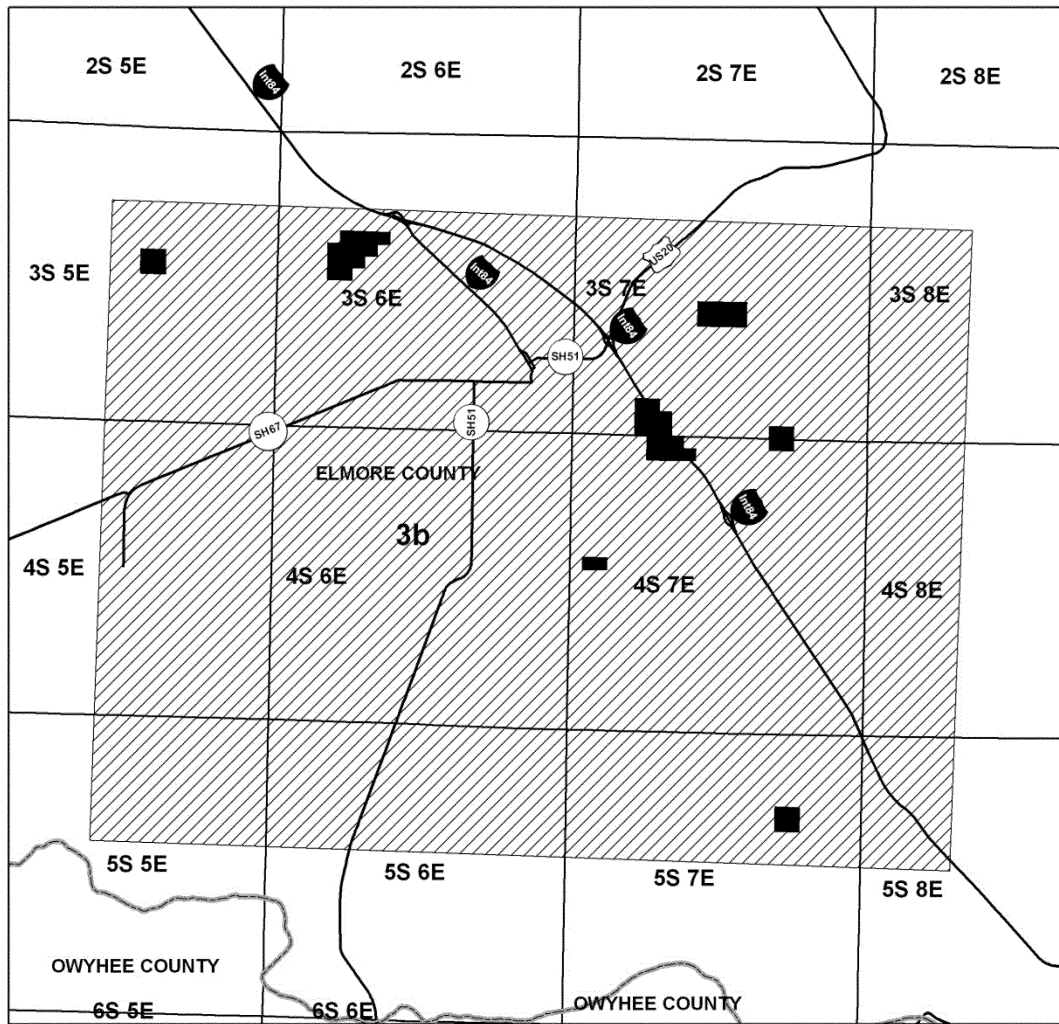 2S 5E
2S 6E
2S 7E
2S 8E
Int84
3S 5E
3S 6E
Int84
3S 7E
US20
3S 8E
Int84
SH51
SH67
SH51
ELMORE COUNTY
3b
Int84
4S 5E
4S 6E
4S 7E
4S 8E
5S 5E
5S 6E
5S 7E
5S 8E
OWYHEE COUNTY
OWYHEE COUNTY
6S 5E
6S 6E